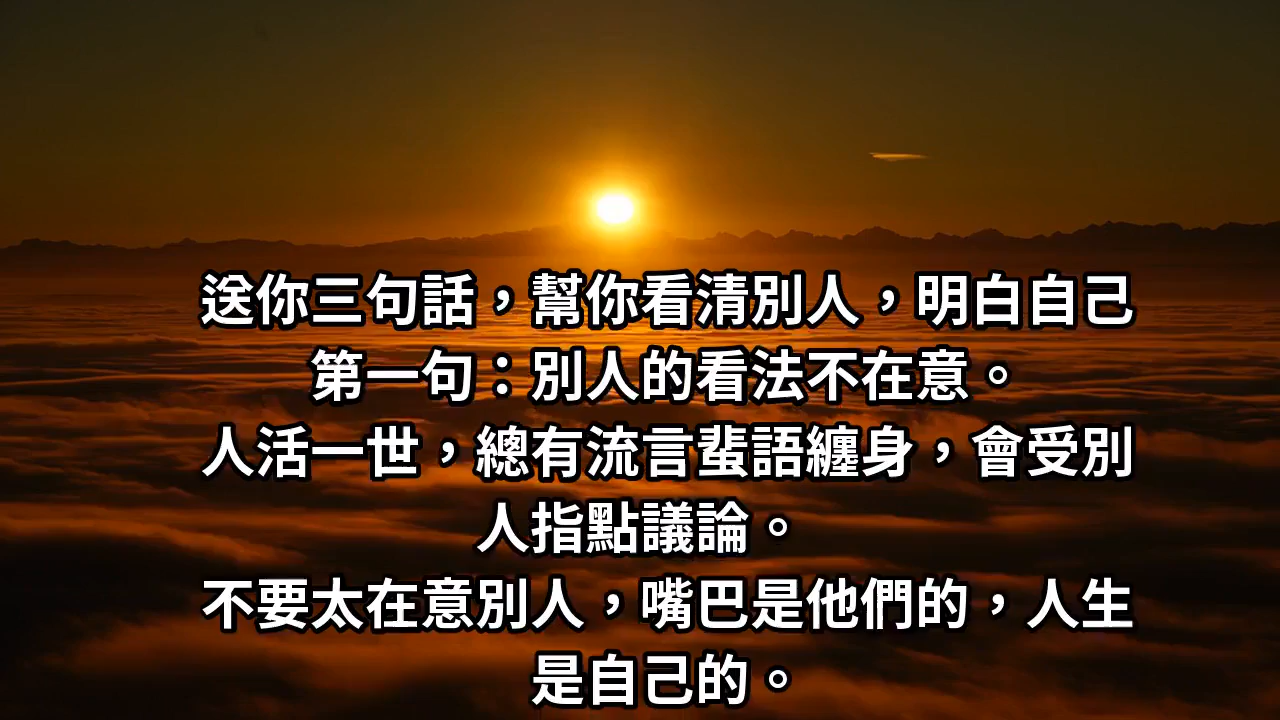 送你三句話，幫你看清別人，明白自己
第一句：別人的看法不在意。
人活一世，總有流言蜚語纏身，會受別
人指點議論。
不要太在意別人，嘴巴是他們的，人生
是自己的。